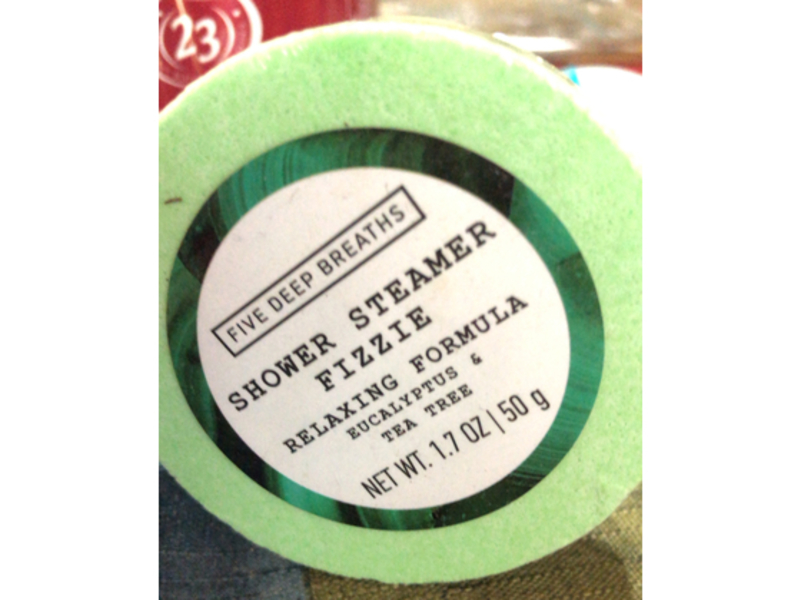 23
FIVE DEEP BREATHS
SHOWER STEAMER
FIZZIE
RELAXING FORMULA
EUCALYPTUS &
TEA TREE
NET WT. 1.7 OZ | 50 g